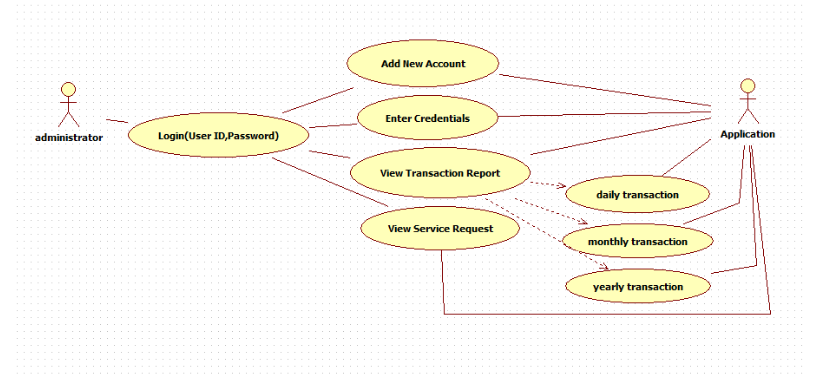 Add New Account
Enter Credentials
administrator
Login(User ID,Password)
Application
View Transaction Report
daily transaction
View Service Request
monthly transaction
yearly transaction